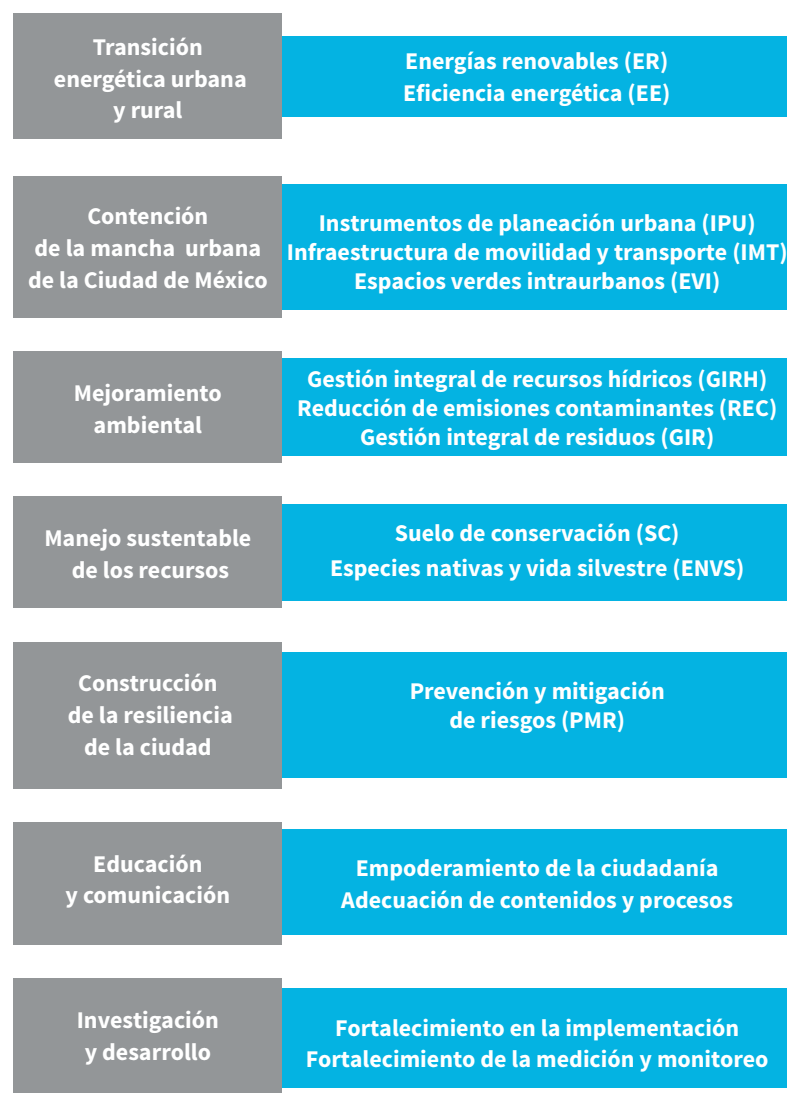 Transición
energética urbana
y rural
Energías renovables (ER)
Eficiencia energética (EE)
Contención
de la mancha urbana
de la Ciudad de México
Instrumentos de planeación urbana (IPU)
Infraestructura de movilidad y transporte (IMT)
Espacios verdes intraurbanos (EVI)
Mejoramiento
ambiental
Gestión integral de recursos hídricos (GIRH)
Reducción de emisiones contaminantes (REC)
Gestión integral de residuos (GIR)
Manejo sustentable
de los recursos
Suelo de conservación (SC)
Especies nativas y vida silvestre (ENVS)
Construcción
de la resiliencia
de la ciudad
Prevención y mitigación
de riesgos (PMR)
Educación
y comunicación
Empoderamiento de la ciudadanía
Adecuación de contenidos y procesos
Investigación
y desarrollo
Fortalecimiento en la implementación
Fortalecimiento de la medición y monitoreo